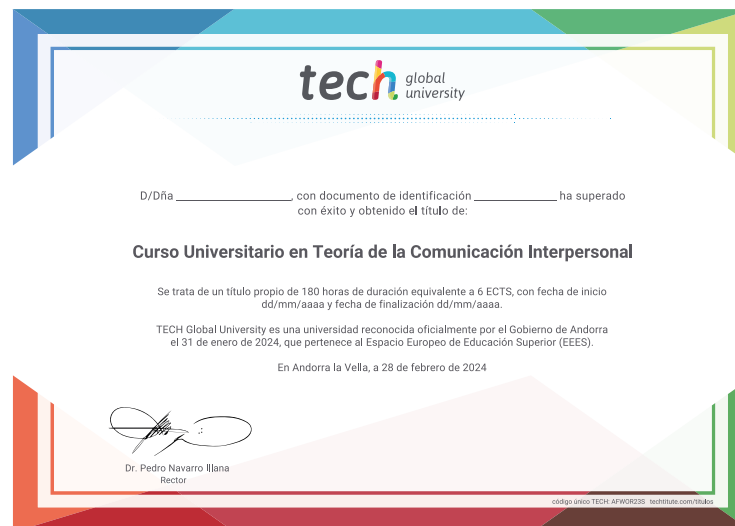 tech global university
D/Dña ____________________, con documento de identificación ______________ ha superado
con éxito y obtenido el título de:
Curso Universitario en Teoría de la Comunicación Interpersonal
Se trata de un título propio de 180 horas de duración equivalente a 6 ECTS, con fecha de inicio
dd/mm/aaaa y fecha de finalización dd/mm/aaaa.
TECH Global University es una universidad reconocida oficialmente por el Gobierno de Andorra
el 31 de enero de 2024, que pertenece al Espacio Europeo de Educación Superior (EEES).
En Andorra la Vella, a 28 de febrero de 2024
Dr. Pedro Navarro Illana
Rector
código único TECH: AFWOR23S techtitute.com/titulos